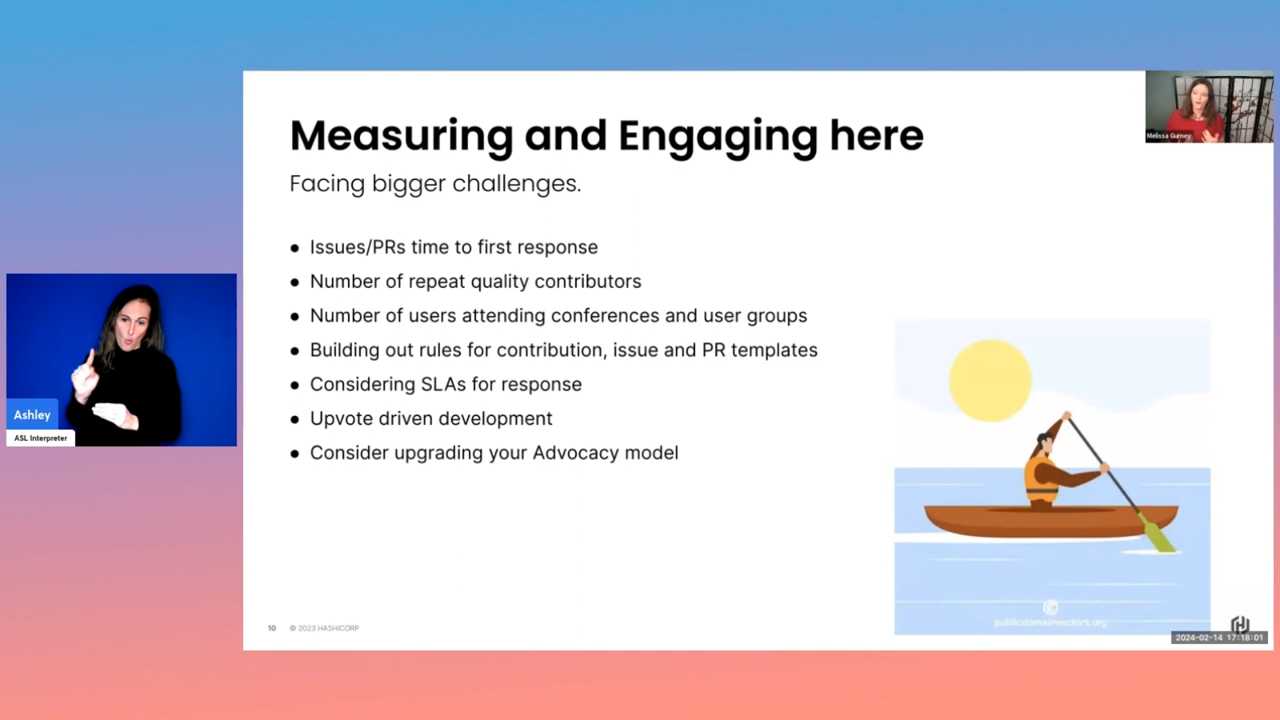 Measuring and Engaging here
Facing bigger challenges.
● Issues/PRs time to first response
● Number of repeat quality contributors
● Number of users attending conferences and user groups
● Building out rules for contribution, issue and PR templates
● Considering SLAs for response
● Upvote driven development
● Consider upgrading your Advocacy model
Melissa Gurney
Ashley
ASL Interpreter
publicdomainvectors.org
10 © 2023 HASHICORP
2024-02-14 17:18:01